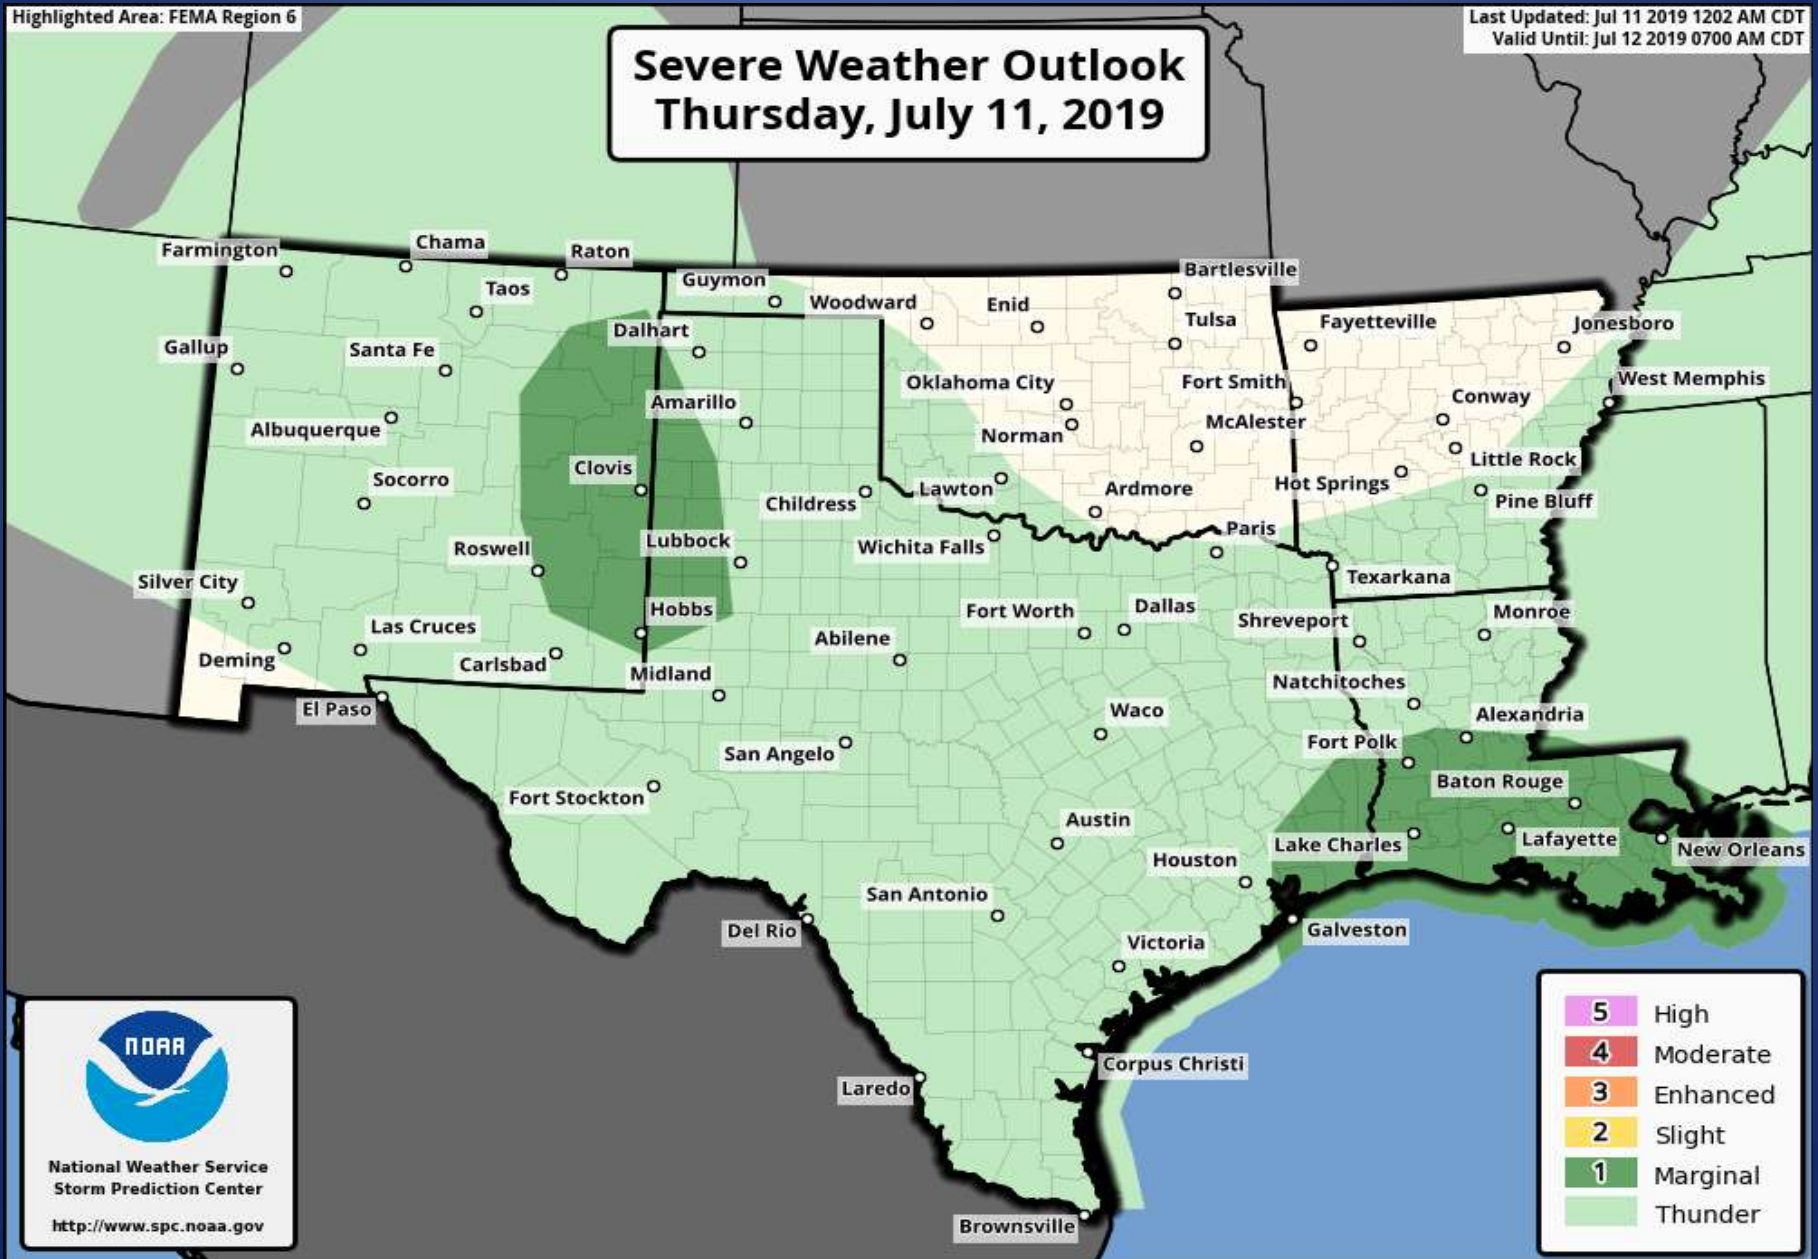 Highlighted Area: FEMA Region 6
Last Updated: Jul 11 2019 1202 AM CDT
Valid Until: Jul 12 2019 0700 AM CDT
Severe Weather Outlook
Thursday, July 11, 2019
Farmington
Chama
Raton
Taos
Guymon
Woodward
Enid
Bartlesville
Tulsa
Fayetteville
Jonesboro
Gallup
Santa Fe
Dalhart
Oklahoma City
Fort Smith
West Memphis
Conway
Albuquerque
Amarillo
Norman
McAlester
Socorro
Clovis
Childress
Lawton
Ardmore
Hot Springs
Little Rock
Pine Bluff
Roswell
Lubbock
Wichita Falls
Paris
Silver City
Hobbs
Texarkana
Las Cruces
Fort Worth
Dallas
Shreveport
Monroe
Deming
Carlsbad
Midland
Abilene
Natchitoches
El Paso
San Angelo
Waco
Fort Polk
Alexandria
Fort Stockton
Baton Rouge
Austin
Lake Charles
Lafayette
New Orleans
Houston
San Antonio
Del Rio
Galveston
Victoria
Corpus Christi
Laredo
Brownsville
NOAA
National Weather Service
Storm Prediction Center
http://www.spc.noaa.gov
5 High
4 Moderate
3 Enhanced
2 Slight
1 Marginal
Thunder